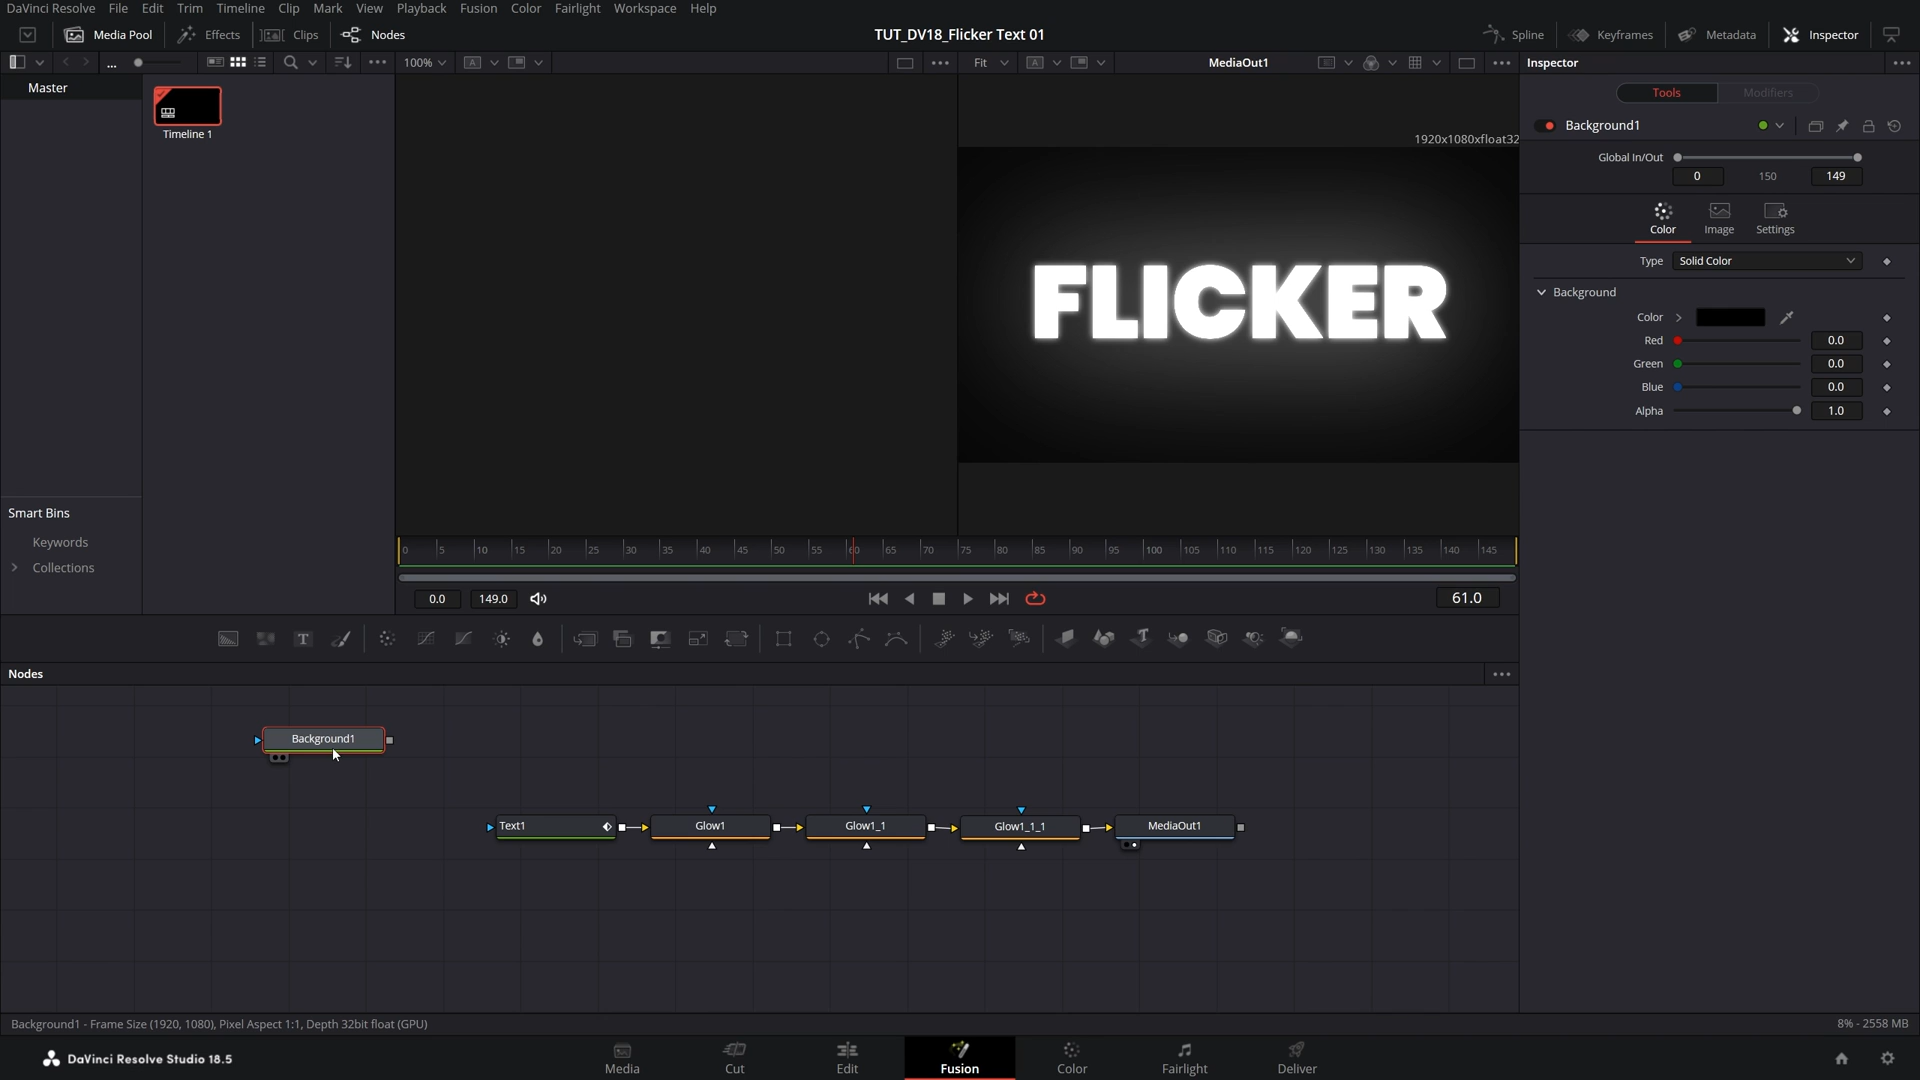 DaVinci Resolve File Edit Trim Timeline Clip Mark View Playback Fusion Color Fairlight Workspace Help
Media Pool Effects Clips Nodes TUT_DV18_Flicker Text 01 Spline Keyframes Metadata Inspector
... 100% Fit MediaOut1 Inspector
Master
Timeline 1
Tools Modifiers
Background1
1920x1080xfloat32
Global In/Out
0 150 149
Color Image Settings
Type Solid Color
Background
Color
Red 0.0
Green 0.0
Blue 0.0
Alpha 1.0
FLICKER
Smart Bins
Keywords
Collections
0 5 10 15 20 25 30 35 40 45 50 55 60 65 70 75 80 85 90 95 100 105 110 115 120 125 130 135 140 145
0.0 149.0 61.0
Nodes
Background1
Text1 Glow1 Glow1_1 Glow1_1_1 MediaOut1
Background1 - Frame Size (1920, 1080), Pixel Aspect 1:1, Depth 32bit float (GPU) 8% - 2558 MB
DaVinci Resolve Studio 18.5 Media Cut Edit Fusion Color Fairlight Deliver